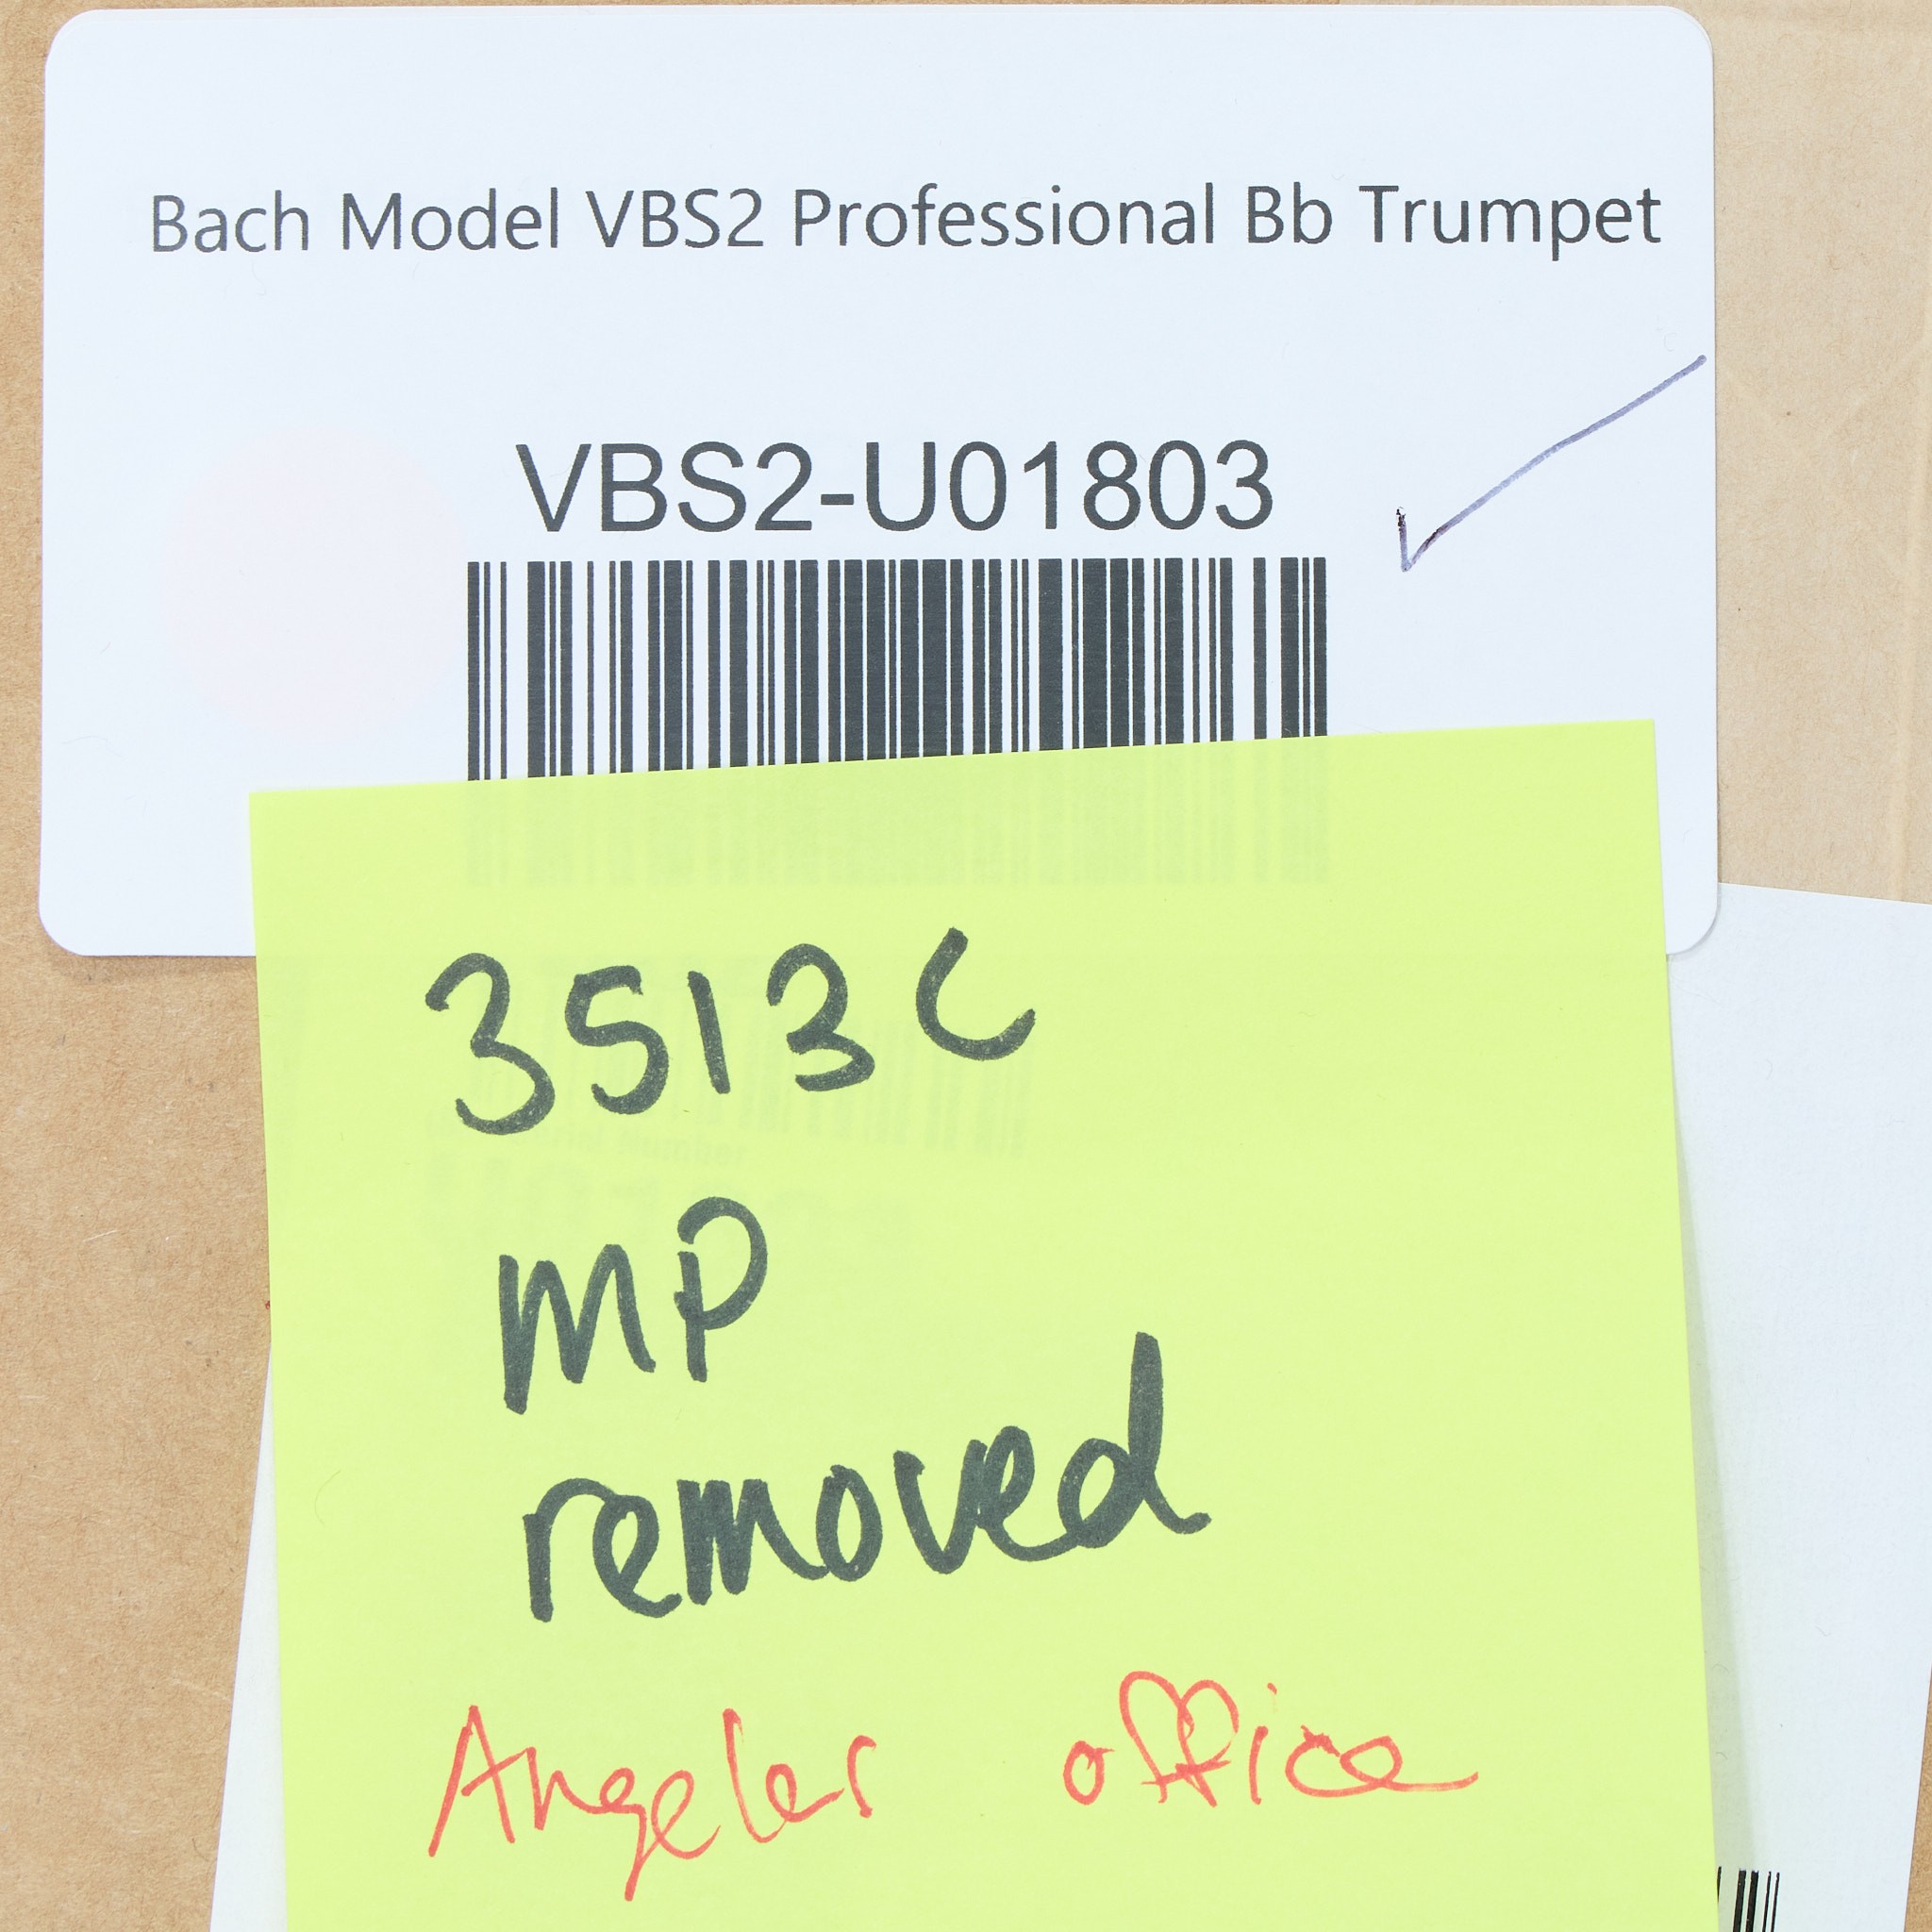 Bach Model VBS2 Professional Bb Trumpet
VBS2-U01803
3513C
MP
removed
Angeles office